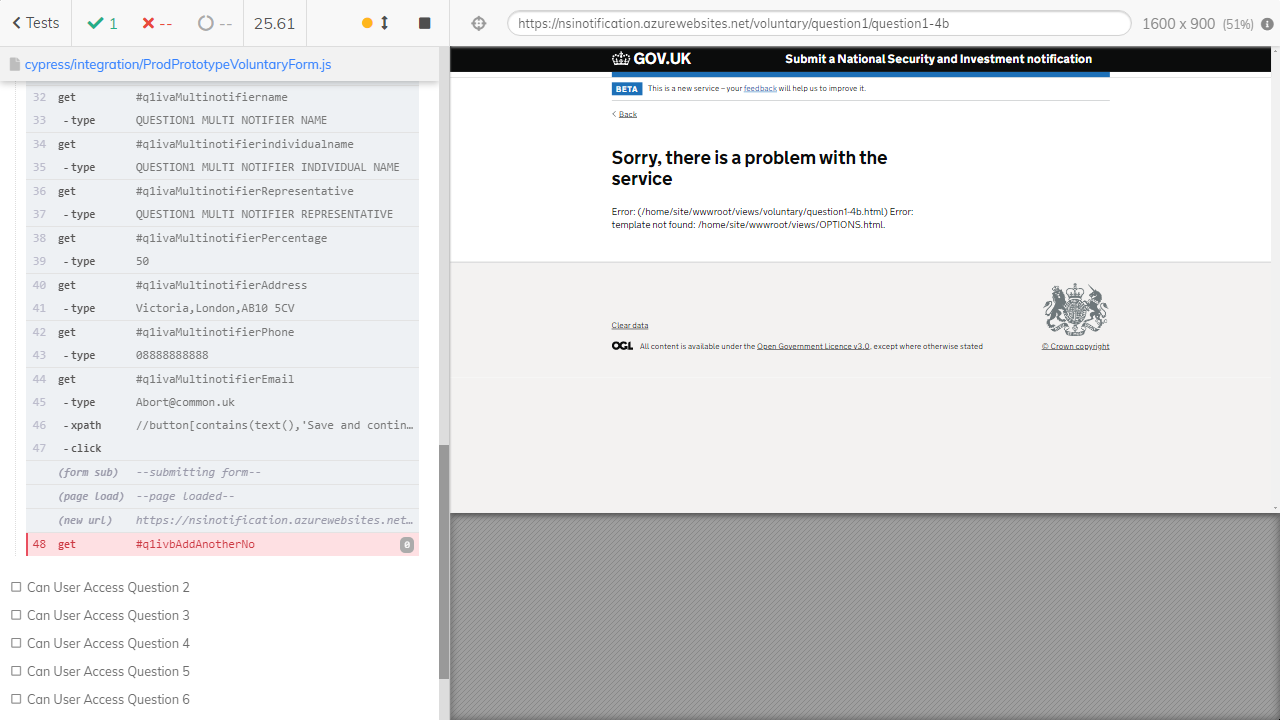 Tests
1
--
--
25.61
https://nsinotification.azurewebsites.net/voluntary/question1/question1-4b
1600 x 900 (51%)
cypress/integration/ProdPrototypeVoluntaryForm.js
32 get #q1ivaMultinotifiername
33 -type QUESTION1 MULTI NOTIFIER NAME
34 get #q1ivaMultinotifierindividualname
35 -type QUESTION1 MULTI NOTIFIER INDIVIDUAL NAME
36 get #q1ivaMultinotifierRepresentative
37 -type QUESTION1 MULTI NOTIFIER REPRESENTATIVE
38 get #q1ivaMultinotifierPercentage
39 -type 50
40 get #q1ivaMultinotifierAddress
41 -type Victoria,London,AB10 5CV
42 get #q1ivaMultinotifierPhone
43 -type 08888888888
44 get #q1ivaMultinotifierEmail
45 -type Abort@common.uk
46 -xpath //button[contains(text(),'Save and contin…
47 -click
(form sub) --submitting form--
(page load) --page loaded--
(new url) https://nsinotification.azurewebsites.net…
48 get #q1ivbAddAnotherNo 0
Can User Access Question 2
Can User Access Question 3
Can User Access Question 4
Can User Access Question 5
Can User Access Question 6
GOV.UK
Submit a National Security and Investment notification
BETA This is a new service – your feedback will help us to improve it.
Back
Sorry, there is a problem with the
service
Error: (/home/site/wwwroot/views/voluntary/question1-4b.html) Error:
template not found: /home/site/wwwroot/views/OPTIONS.html.
Clear data
OGL All content is available under the Open Government Licence v3.0, except where otherwise stated
© Crown copyright